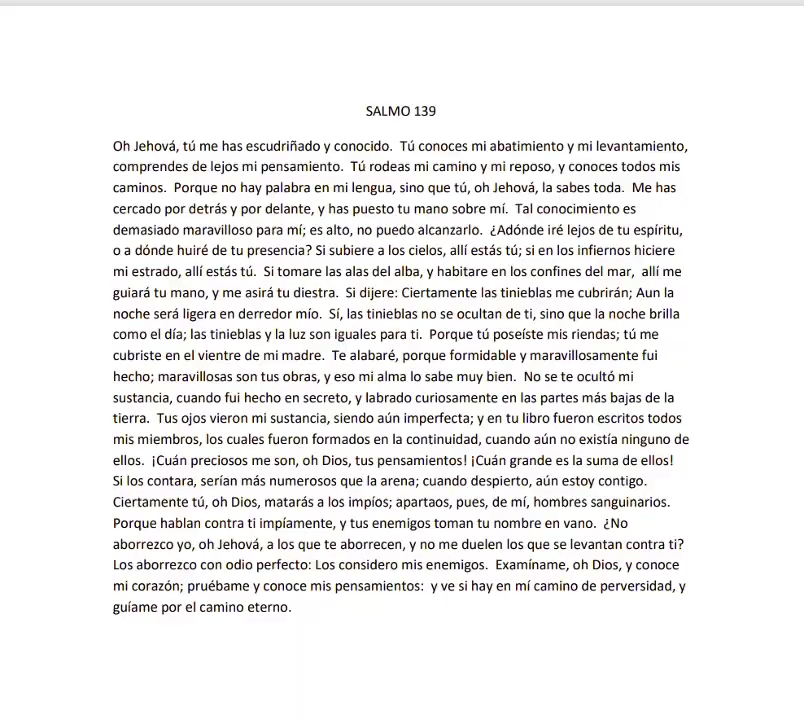 SALMO 139
Oh Jehová, tú me has escudriñado y conocido.  Tú conoces mi abatimiento y mi levantamiento,
comprendes de lejos mi pensamiento.  Tú rodeas mi camino y mi reposo, y conoces todos mis
caminos.  Porque no hay palabra en mi lengua, sino que tú, oh Jehová, la sabes toda.  Me has
cercado por detrás y por delante, y has puesto tu mano sobre mí.  Tal conocimiento es
demasiado maravilloso para mí; es alto, no puedo alcanzarlo.  ¿Adónde iré lejos de tu espíritu,
o a dónde huiré de tu presencia? Si subiere a los cielos, allí estás tú; si en los infiernos hiciere
mi estrado, allí estás tú.  Si tomare las alas del alba, y habitare en los confines del mar,  allí me
guiará tu mano, y me asirá tu diestra.  Si dijere: Ciertamente las tinieblas me cubrirán; Aun la
noche será ligera en derredor mío.  Sí, las tinieblas no se ocultan de ti, sino que la noche brilla
como el día; las tinieblas y la luz son iguales para ti.  Porque tú poseíste mis riendas; tú me
cubriste en el vientre de mi madre.  Te alabaré, porque formidable y maravillosamente fui
hecho; maravillosas son tus obras, y eso mi alma lo sabe muy bien.  No se te ocultó mi
sustancia, cuando fui hecho en secreto, y labrado curiosamente en las partes más bajas de la
tierra.  Tus ojos vieron mi sustancia, siendo aún imperfecta; y en tu libro fueron escritos todos
mis miembros, los cuales fueron formados en la continuidad, cuando aún no existía ninguno de
ellos.  ¡Cuán preciosos me son, oh Dios, tus pensamientos! ¡Cuán grande es la suma de ellos!
Si los contara, serían más numerosos que la arena; cuando despierto, aún estoy contigo.
Ciertamente tú, oh Dios, matarás a los impíos; apartaos, pues, de mí, hombres sanguinarios.
Porque hablan contra ti impíamente, y tus enemigos toman tu nombre en vano.  ¿No
aborrezco yo, oh Jehová, a los que te aborrecen, y no me duelen los que se levantan contra ti?
Los aborrezco con odio perfecto: Los considero mis enemigos.  Examíname, oh Dios, y conoce
mi corazón; pruébame y conoce mis pensamientos:  y ve si hay en mí camino de perversidad, y
guíame por el camino eterno.